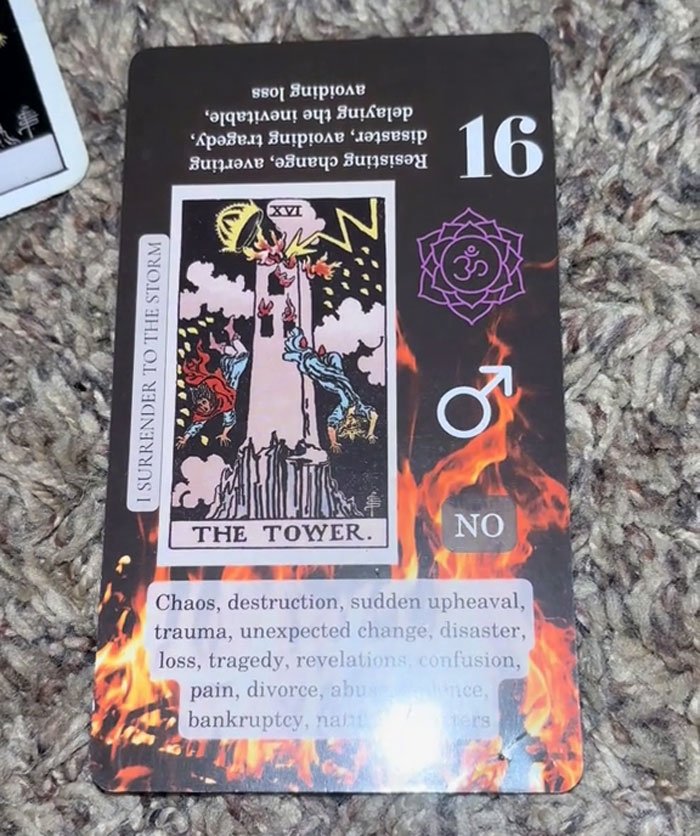 Resisting change, averting
disaster, avoiding tragedy,
delaying the inevitable,
avoiding loss
16
I SURRENDER TO THE STORM
XVI
ॐ
THE TOWER.
NO
Chaos, destruction, sudden upheaval,
trauma, unexpected change, disaster,
loss, tragedy, revelations, confusion,
pain, divorce, abuse,
bankruptcy,